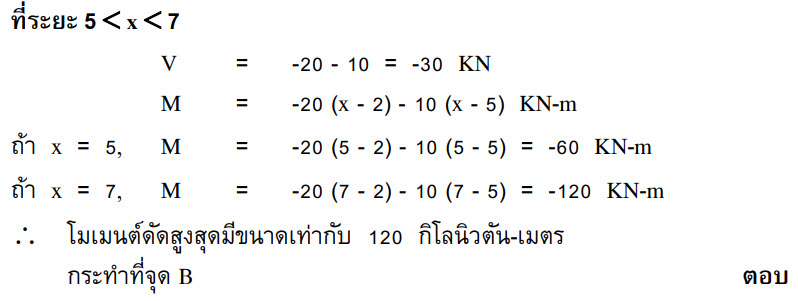 ที่ระยะ 5 < x < 7
V = -20 - 10 = -30 KN
M = -20 (x - 2) - 10 (x - 5) KN-m
ถ้า x = 5, M = -20 (5 - 2) - 10 (5 - 5) = -60 KN-m
ถ้า x = 7, M = -20 (7 - 2) - 10 (7 - 5) = -120 KN-m
∴ โมเมนต์ดัดสูงสุดมีขนาดเท่ากับ 120 กิโลนิวตัน-เมตร
กระทำที่จุด B ตอบ